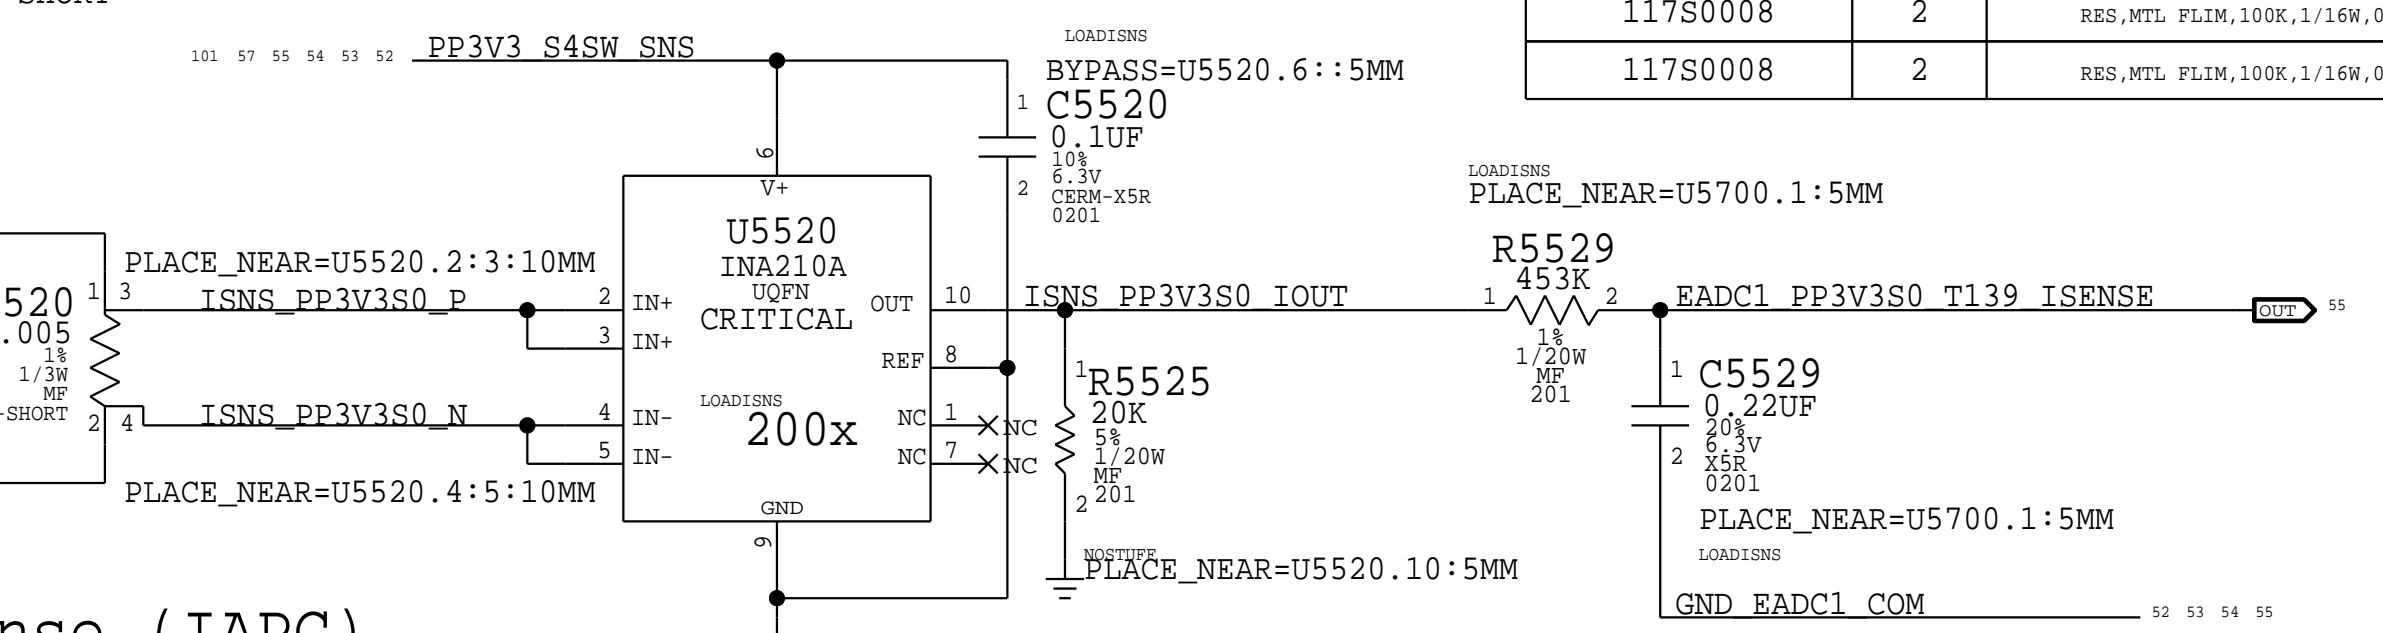 117S0008 2 RES,MTL FLIM,100K,1/16W,0
117S0008 2 RES,MTL FLIM,100K,1/16W,0
101 57 55 54 53 52 PP3V3_S4SW_SNS
LOADISNS
BYPASS=U5520.6::5MM
1 C5520
0.1UF
10%
6.3V
2
CERM-X5R
0201
6
V+
U5520
INA210A
UQFN
CRITICAL
LOADISNS
200x
PLACE_NEAR=U5520.2:3:10MM
520 1 3 ISNS_PP3V3S0_P 2 IN+
.005
3 IN+
1%
1/3W
MF
-SHORT
2 4 ISNS_PP3V3S0_N 4 IN-
5 IN-
PLACE_NEAR=U5520.4:5:10MM
OUT 10 ISNS_PP3V3S0_IOUT
REF 8
NC 1 NC
NC 7 NC
GND
9
1 R5525
20K
5%
1/20W
MF
2 201
NOSTUFF
PLACE_NEAR=U5520.10:5MM
LOADISNS
PLACE_NEAR=U5700.1:5MM
R5529
453K
1 2 EADC1_PP3V3S0_T139_ISENSE OUT 55
1%
1/20W
MF
201
1 C5529
0.22UF
20%
6.3V
2 X5R
0201
PLACE_NEAR=U5700.1:5MM
LOADISNS
GND_EADC1_COM 52 53 54 55